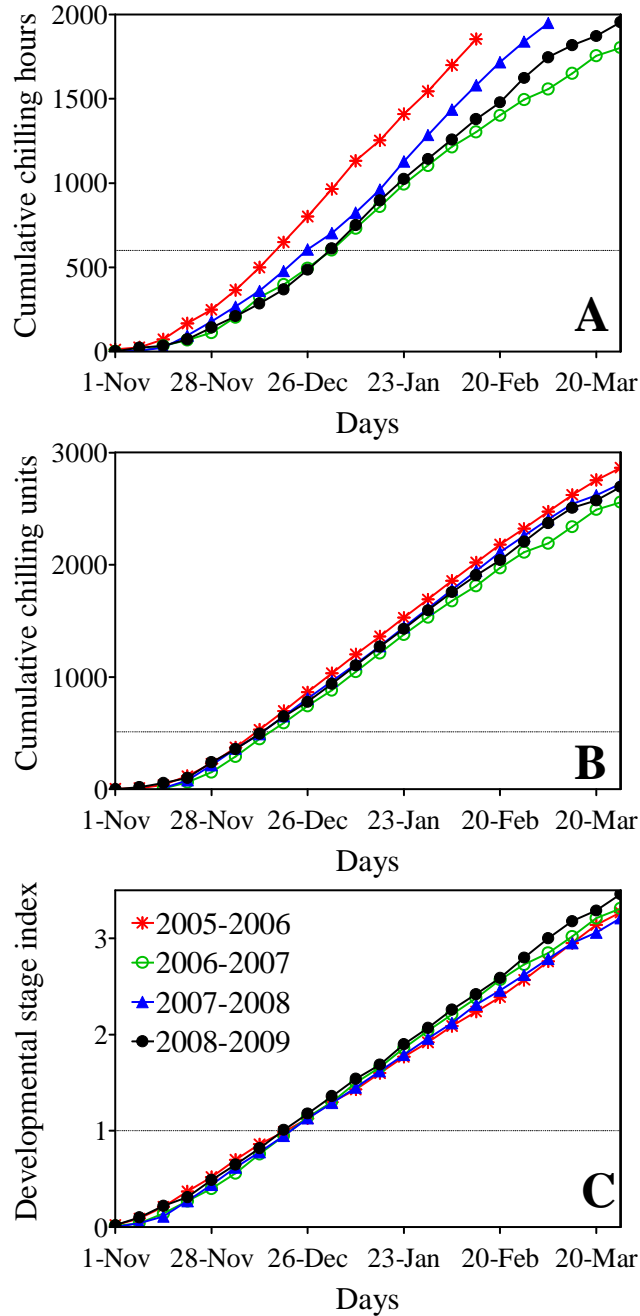 2000
1500
1000
500
0
Cumulative chilling hours
A
1-Nov 28-Nov 26-Dec 23-Jan 20-Feb 20-Mar
Days
3000
2000
1000
0
Cumulative chilling units
B
1-Nov 28-Nov 26-Dec 23-Jan 20-Feb 20-Mar
Days
3
2
1
0
Developmental stage index
2005-2006
2006-2007
2007-2008
2008-2009
C
1-Nov 28-Nov 26-Dec 23-Jan 20-Feb 20-Mar
Days